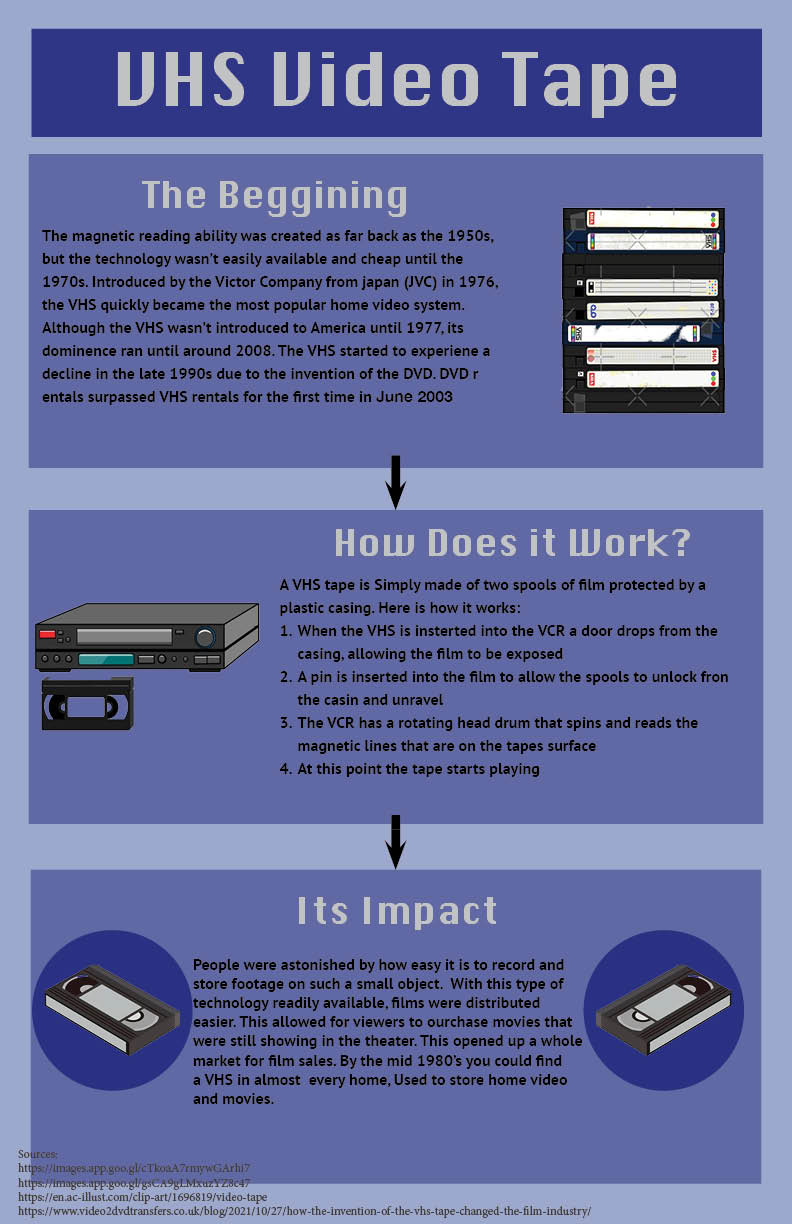 VHS Video Tape
The Beggining
The magnetic reading ability was created as far back as the 1950s,
but the technology wasn't easily available and cheap until the
1970s. Introduced by the Victor Company from japan (JVC) in 1976,
the VHS quickly became the most popular home video system.
Although the VHS wasn't introduced to America until 1977, its
dominence ran until around 2008. The VHS started to experiene a
decline in the late 1990s due to the invention of the DVD. DVD r
entals surpassed VHS rentals for the first time in June 2003
VHS
VHS
VHS
VHS
How Does it Work?
A VHS tape is Simply made of two spools of film protected by a
plastic casing. Here is how it works:
1. When the VHS is insterted into the VCR a door drops from the
casing, allowing the film to be exposed
2. A pin is inserted into the film to allow the spools to unlock fron
the casin and unravel
3. The VCR has a rotating head drum that spins and reads the
magnetic lines that are on the tapes surface
4. At this point the tape starts playing
Its Impact
People were astonished by how easy it is to record and
store footage on such a small object. With this type of
technology readily available, films were distributed
easier. This allowed for viewers to ourchase movies that
were still showing in the theater. This opened up a whole
market for film sales. By the mid 1980's you could find
a VHS in almost every home, Used to store home video
and movies.
Sources:
https://images.app.goo.gl/cTkoaA7rmywGArhi7
https://images.app.goo.gl/gsCA9gLMxuzYZ8c47
https://en.ac-illust.com/clip-art/1696819/video-tape
https://www.video2dvdtransfers.co.uk/blog/2021/10/27/how-the-invention-of-the-vhs-tape-changed-the-film-industry/